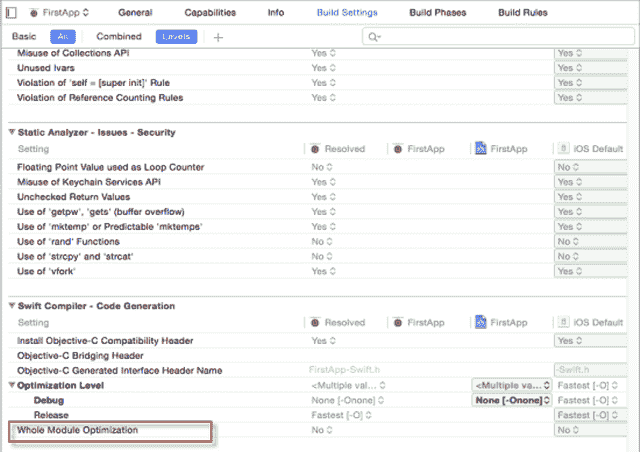 FirstApp General Capabilities Info Build Settings Build Phases Build Rules
Basic All Combined Levels +
Misuse of Collections API Yes Yes
Unused Ivars Yes Yes
Violation of 'self = [super init]' Rule Yes Yes
Violation of Reference Counting Rules Yes Yes
Static Analyzer - Issues - Security
Setting Resolved FirstApp FirstApp iOS Default
Floating Point Value used as Loop Counter No No
Misuse of Keychain Services API Yes Yes
Unchecked Return Values Yes Yes
Use of 'getpw', 'gets' (buffer overflow) Yes Yes
Use of 'mktemp' or Predictable 'mktemps' Yes Yes
Use of 'rand' Functions No No
Use of 'strcpy' and 'strcat' No No
Use of 'vfork' Yes Yes
Swift Compiler - Code Generation
Setting Resolved FirstApp FirstApp iOS Default
Install Objective-C Compatibility Header Yes Yes
Objective-C Bridging Header
Objective-C Generated Interface Header Name FirstApp-Swift.h -Swift.h
Optimization Level <Multiple val... <Multiple va... Fastest [-O]
Debug None [-Onone] None [-Onone] Fastest [-O]
Release Fastest [-O] Fastest [-O]
Whole Module Optimization No No